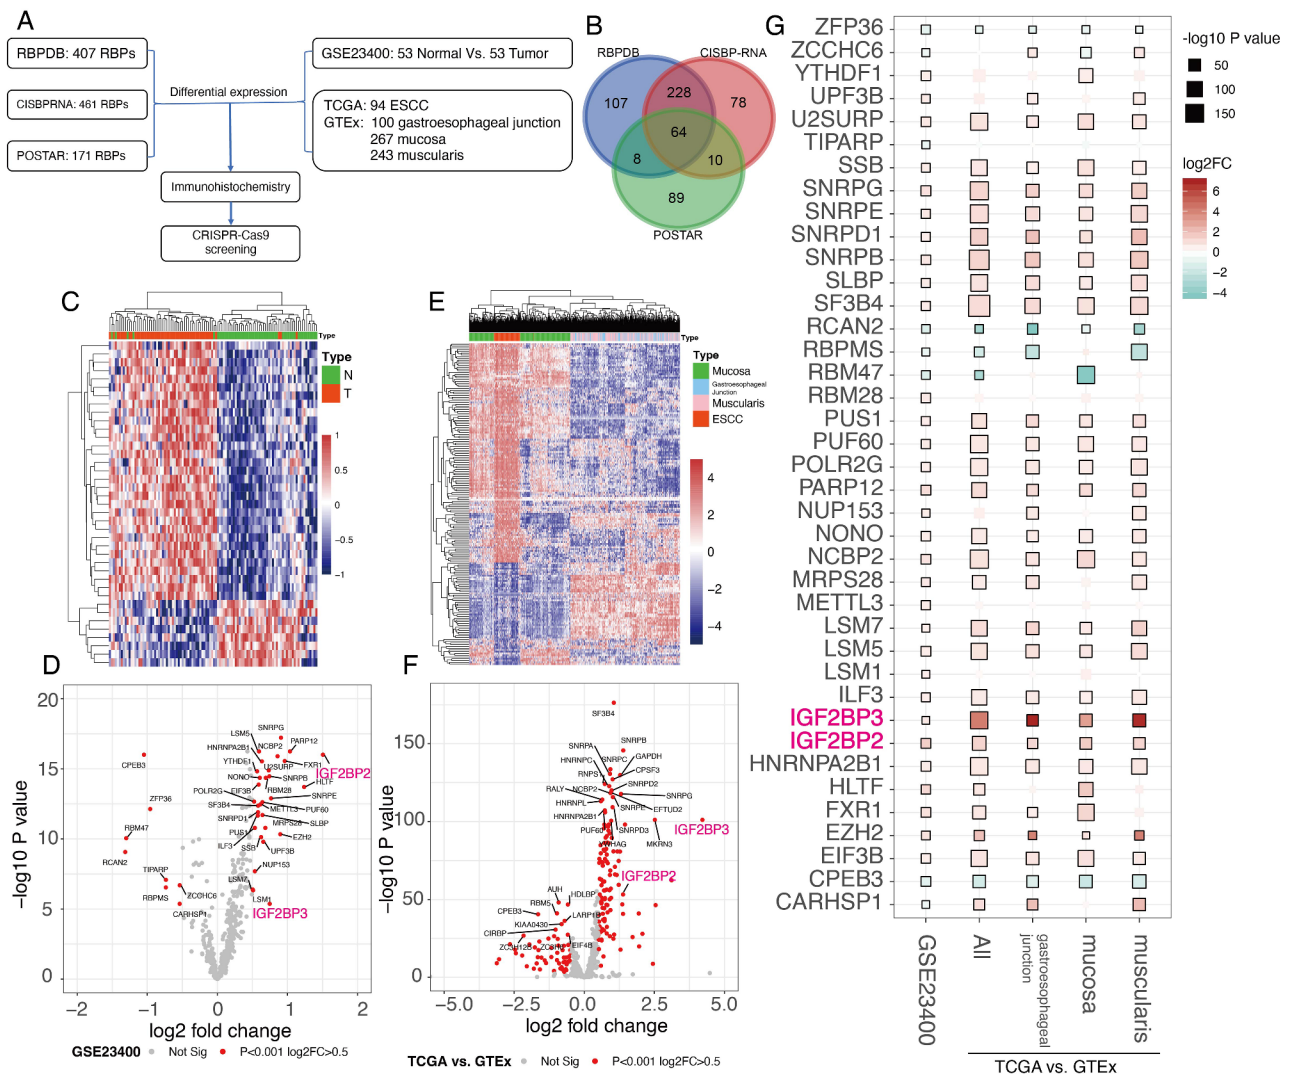 A
RBPDB: 407 RBPs
CISBPRNA: 461 RBPs
POSTAR: 171 RBPs
Differential expression
GSE23400: 53 Normal Vs. 53 Tumor
TCGA: 94 ESCC
GTEx: 100 gastroesophageal junction
267 mucosa
243 muscularis
Immunohistochemistry
CRISPR-Cas9
screening
B
RBPDB
CISBP-RNA
107
228
78
64
8
10
89
POSTAR
C
Type
Type
N
T
1
0.5
0
−0.5
−1
E
Type
Type
Mucosa
Gastroesophageal
Junction
Muscularis
ESCC
4
2
0
−2
−4
D
−log10 P value
20
15
10
5
0
SNRPG
LSM5
PARP12
HNRNPA2B1
NCBP2
CPEB3
YTHDF1
U2SURP
FXR1
IGF2BP2
NONO
SNRPB
HLTF
POLR2G
EIF3B
RBM28
SNRPE
ZFP36
SF3B4
METTL3
PUF60
SNRPD1
MRPS28
SLBP
RBM47
PUS1
EZH2
ILF3
SSB
UPF3B
RCAN2
NUP153
TIPARP
LSM7
RBPMS
ZCCHC6
LSM1
CARHSP1
IGF2BP3
−2
−1
0
1
2
log2 fold change
GSE23400
Not Sig
P<0.001 log2FC>0.5
F
−log10 P value
150
100
50
0
SF3B4
SNRPB
SNRPA
GAPDH
HNRNPC
SNRPC
RNPS1
CPSF3
RALY
NCBP2
SNRPD2
SNRPG
HNRNPL
SNRPE
EFTUD2
HNRNPA2B1
PUF60
SNRPD3
IGF2BP3
YWHAG
MKRN3
IGF2BP2
AUH
HDLBP
RBM5
CPEB3
LARP1B
KIAA0430
CIRBP
ZC3H12B
EIF4B
−5.0
−2.5
0.0
2.5
5.0
log2 fold change
TCGA vs. GTEx
Not Sig
P<0.001 log2FC>0.5
G
ZFP36
ZCCHC6
YTHDF1
UPF3B
U2SURP
TIPARP
SSB
SNRPG
SNRPE
SNRPD1
SNRPB
SLBP
SF3B4
RCAN2
RBPMS
RBM47
RBM28
PUS1
PUF60
POLR2G
PARP12
NUP153
NONO
NCBP2
MRPS28
METTL3
LSM7
LSM5
LSM1
ILF3
IGF2BP3
IGF2BP2
HNRNPA2B1
HLTF
FXR1
EZH2
EIF3B
CPEB3
CARHSP1
GSE23400
All
gastroesophageal
junction
mucosa
muscularis
TCGA vs. GTEx
-log10 P value
50
100
150
log2FC
6
4
2
0
−2
−4